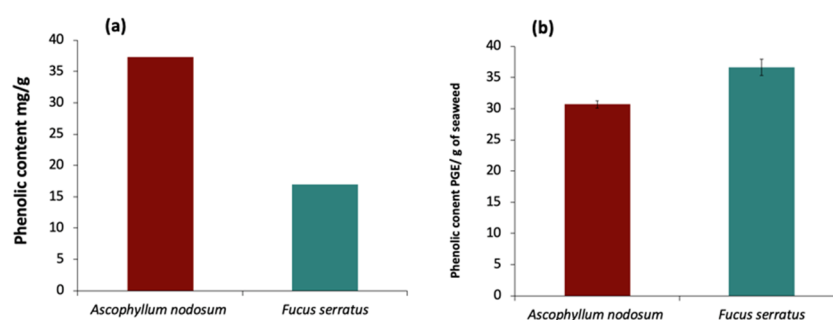 (a)
Phenolic content mg/g
40
35
30
25
20
15
10
5
0
Ascophyllum nodosum
Fucus serratus
(b)
Phenolic conent PGE/ g of seaweed
40
35
30
25
20
15
10
5
0
Ascophyllum nodosum
Fucus serratus